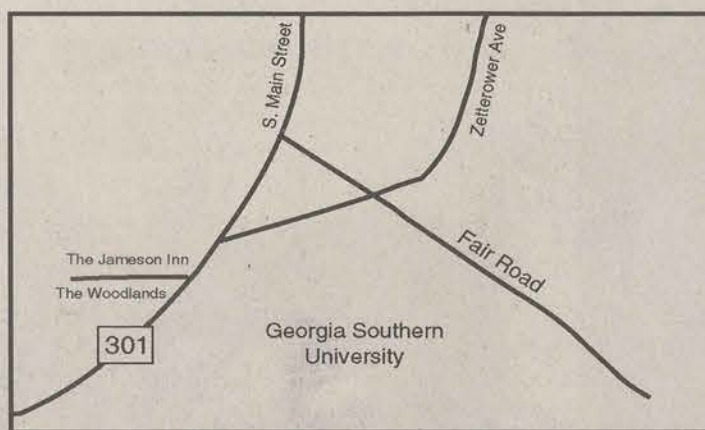 S. Main Street
Zetterower Ave
Fair Road
The Jameson Inn
The Woodlands
301
Georgia Southern
University